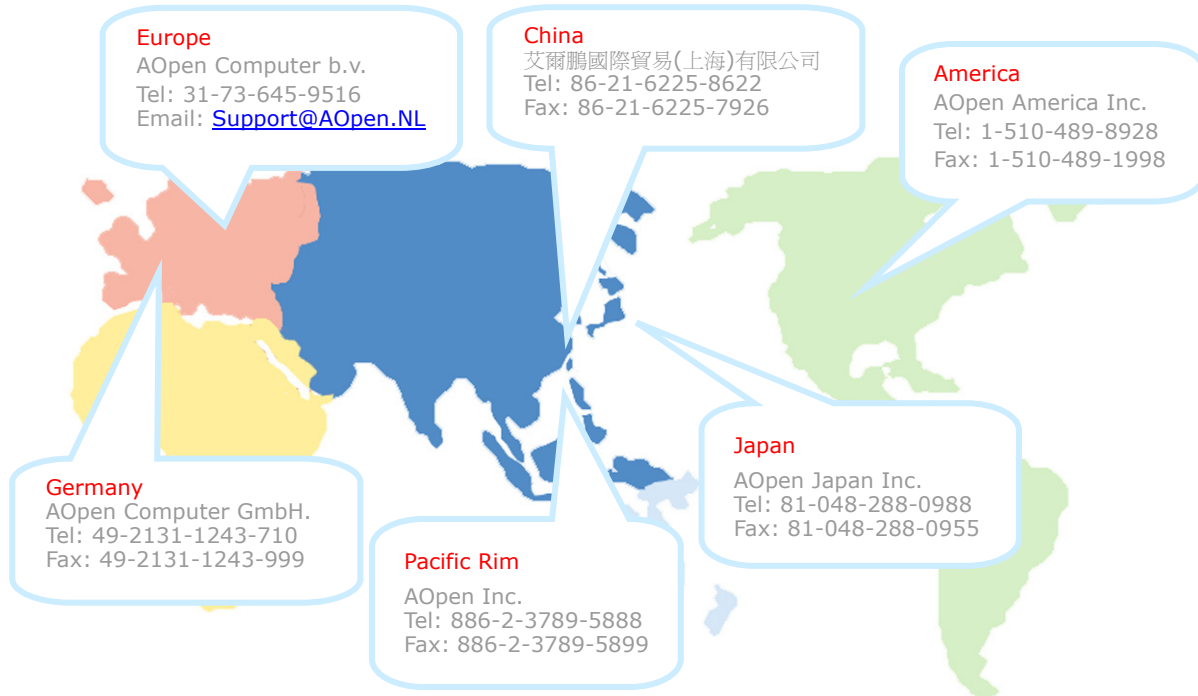 Europe
AOpen Computer b.v.
Tel: 31-73-645-9516
Email: Support@AOpen.NL
China
艾爾鵬國際貿易(上海)有限公司
Tel: 86-21-6225-8622
Fax: 86-21-6225-7926
America
AOpen America Inc.
Tel: 1-510-489-8928
Fax: 1-510-489-1998
Germany
AOpen Computer GmbH.
Tel: 49-2131-1243-710
Fax: 49-2131-1243-999
Pacific Rim
AOpen Inc.
Tel: 886-2-3789-5888
Fax: 886-2-3789-5899
Japan
AOpen Japan Inc.
Tel: 81-048-288-0988
Fax: 81-048-288-0955